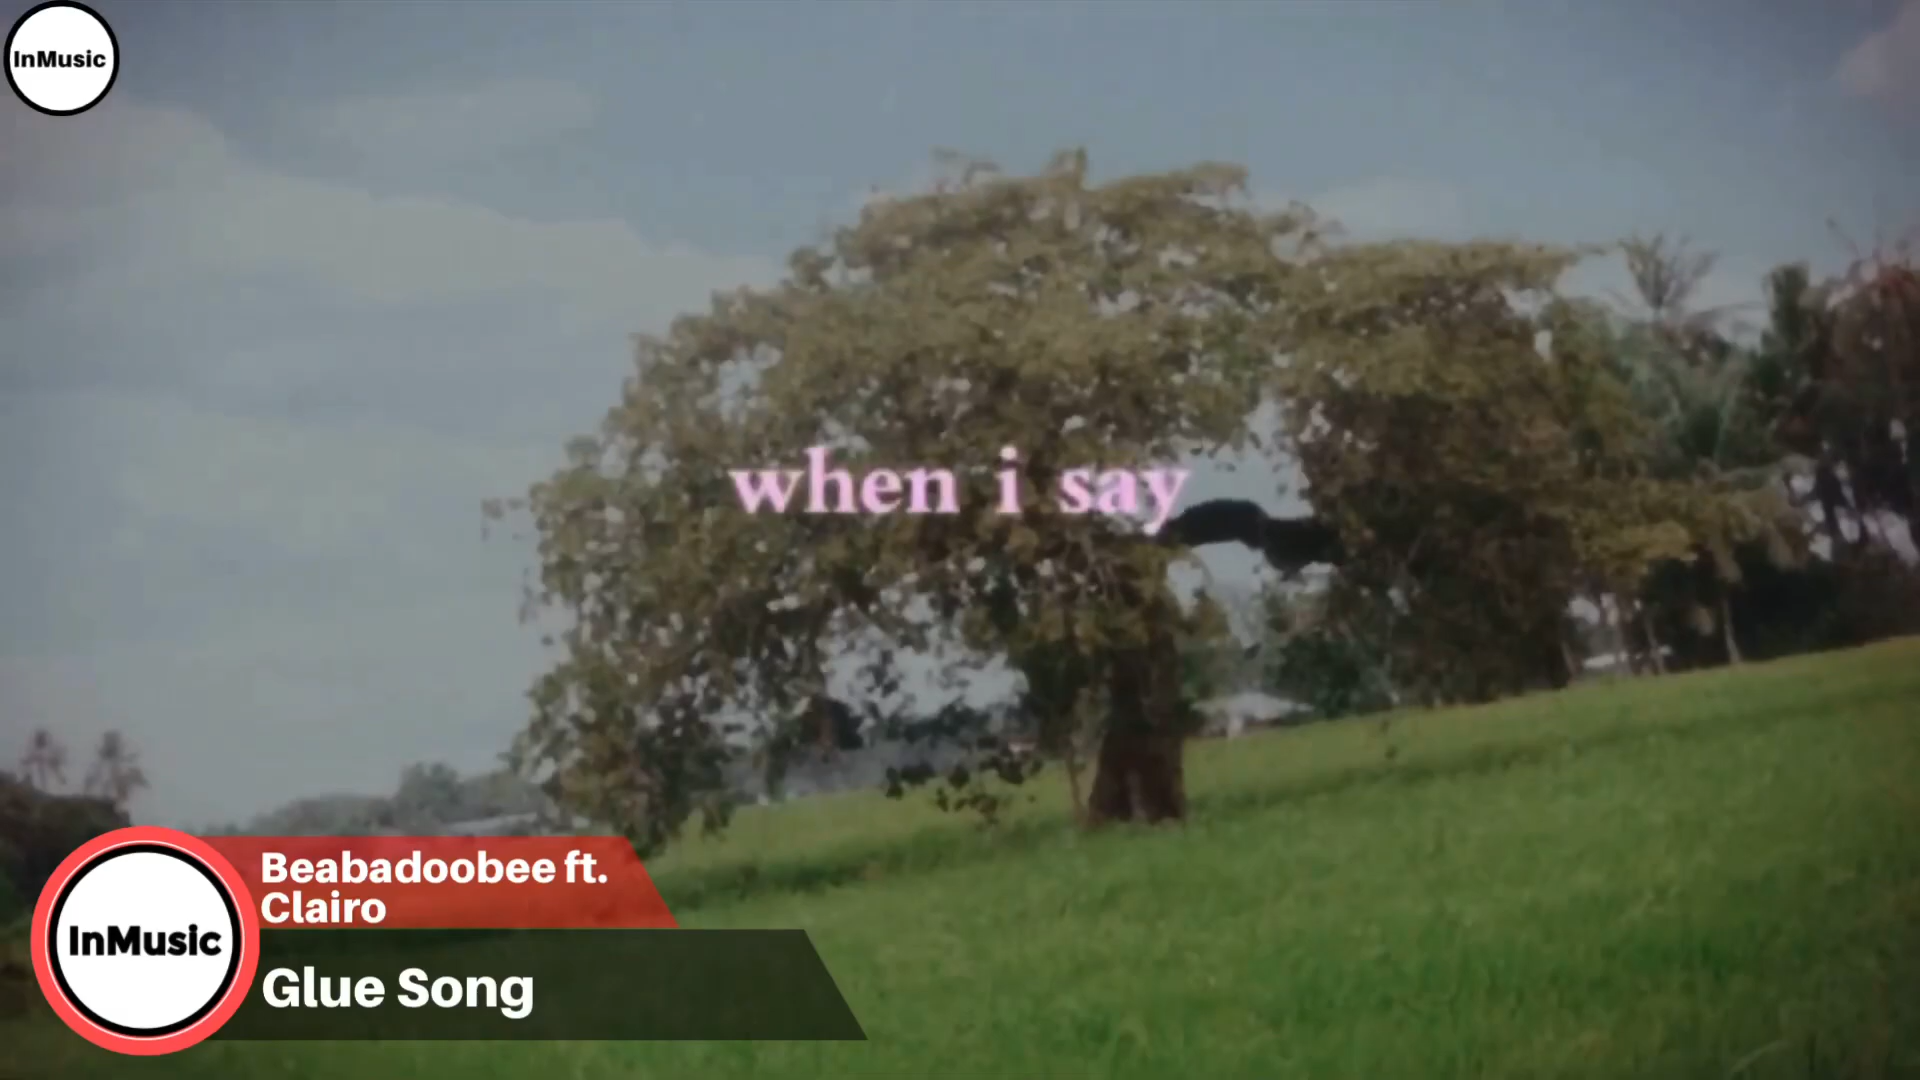 InMusic
when i say
Beabadoobee ft.
Clairo
InMusic
Glue Song